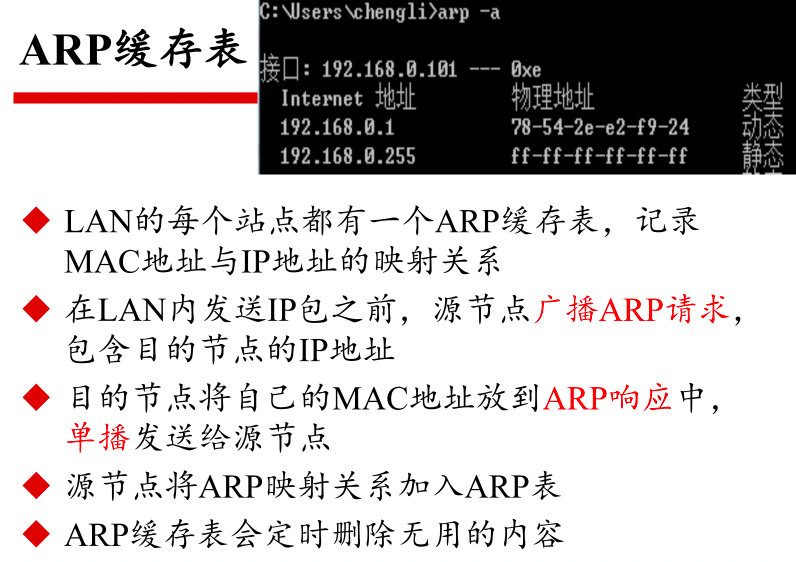 ARP缓存表
C:\Users\chengli>arp -a
接口: 192.168.0.101 --- 0xe
Internet 地址 物理地址 类型
192.168.0.1 78-54-2e-e2-f9-24 动态
192.168.0.255 ff-ff-ff-ff-ff-ff 静态
LAN的每个站点都有一个ARP缓存表，记录
MAC地址与IP地址的映射关系
在LAN内发送IP包之前，源节点广播ARP请求，
包含目的节点的IP地址
目的节点将自己的MAC地址放到ARP响应中，
单播发送给源节点
源节点将ARP映射关系加入ARP表
ARP缓存表会定时删除无用的内容